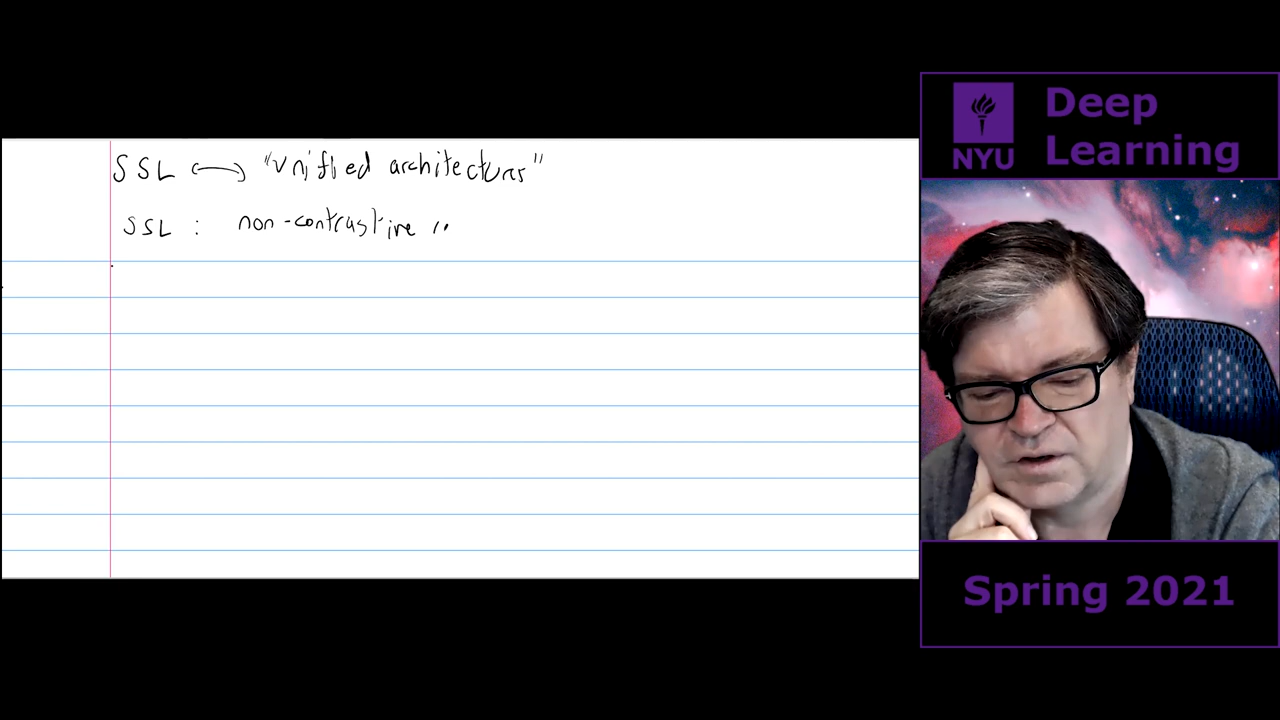 SSL ↔ "Unified architectures"
SSL : non-contrastive "
NYU
Deep
Learning
Spring 2021